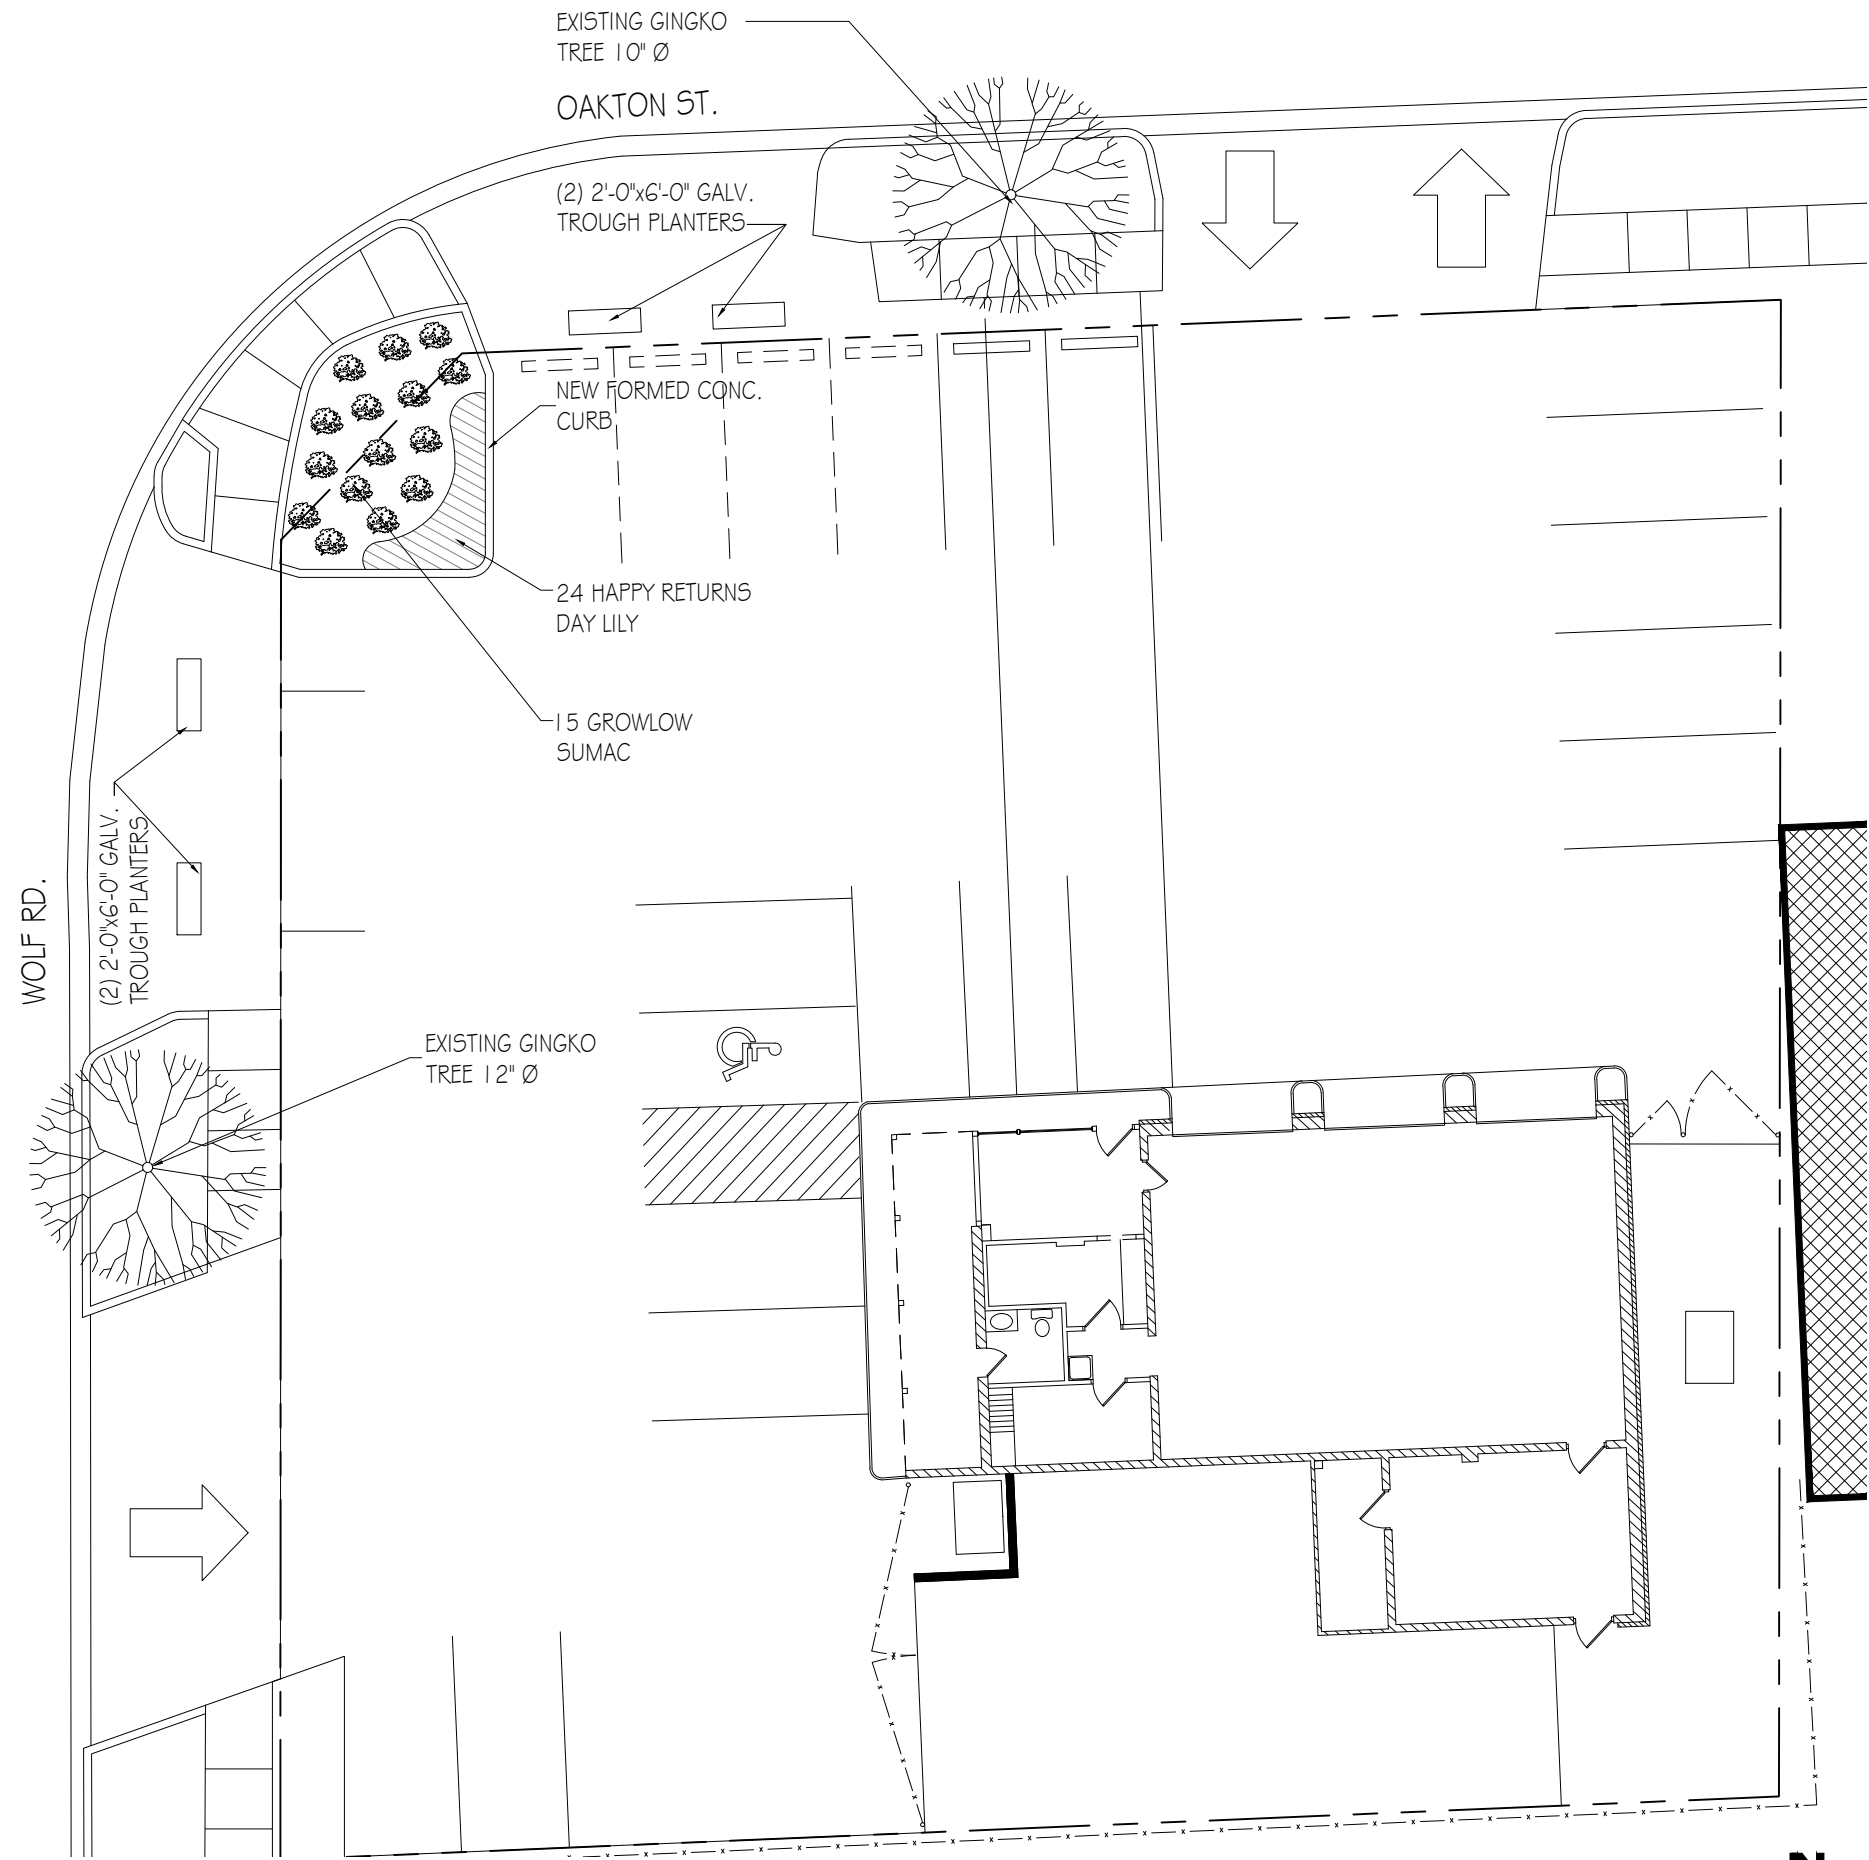 EXISTING GINGKO
TREE 10" Ø
OAKTON ST.
(2) 2'-0"x6'-0" GALV.
TROUGH PLANTERS
NEW FORMED CONC.
CURB
24 HAPPY RETURNS
DAY LILY
15 GROWLOW
SUMAC
WOLF RD.
(2) 2'-0"x6'-0" GALV.
TROUGH PLANTERS
EXISTING GINGKO
TREE 12" Ø